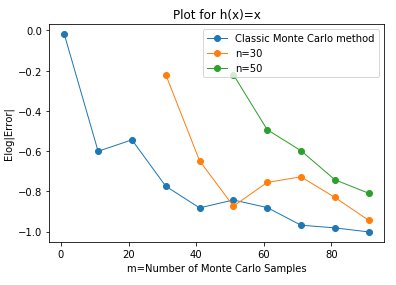 Plot for h(x)=x
Classic Monte Carlo method
n=30
n=50
Elog|Error|
0.0
−0.2
−0.4
−0.6
−0.8
−1.0
0 20 40 60 80
m=Number of Monte Carlo Samples